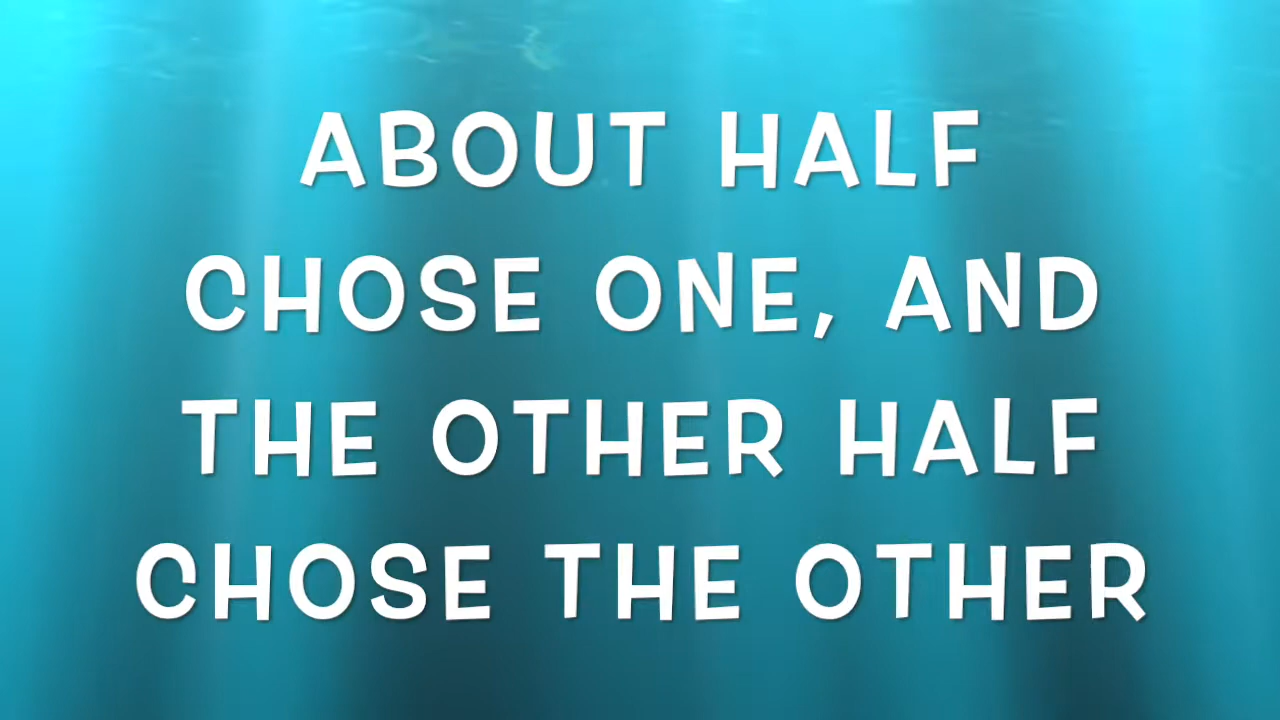 ABOUT HALF
CHOSE ONE, AND
THE OTHER HALF
CHOSE THE OTHER